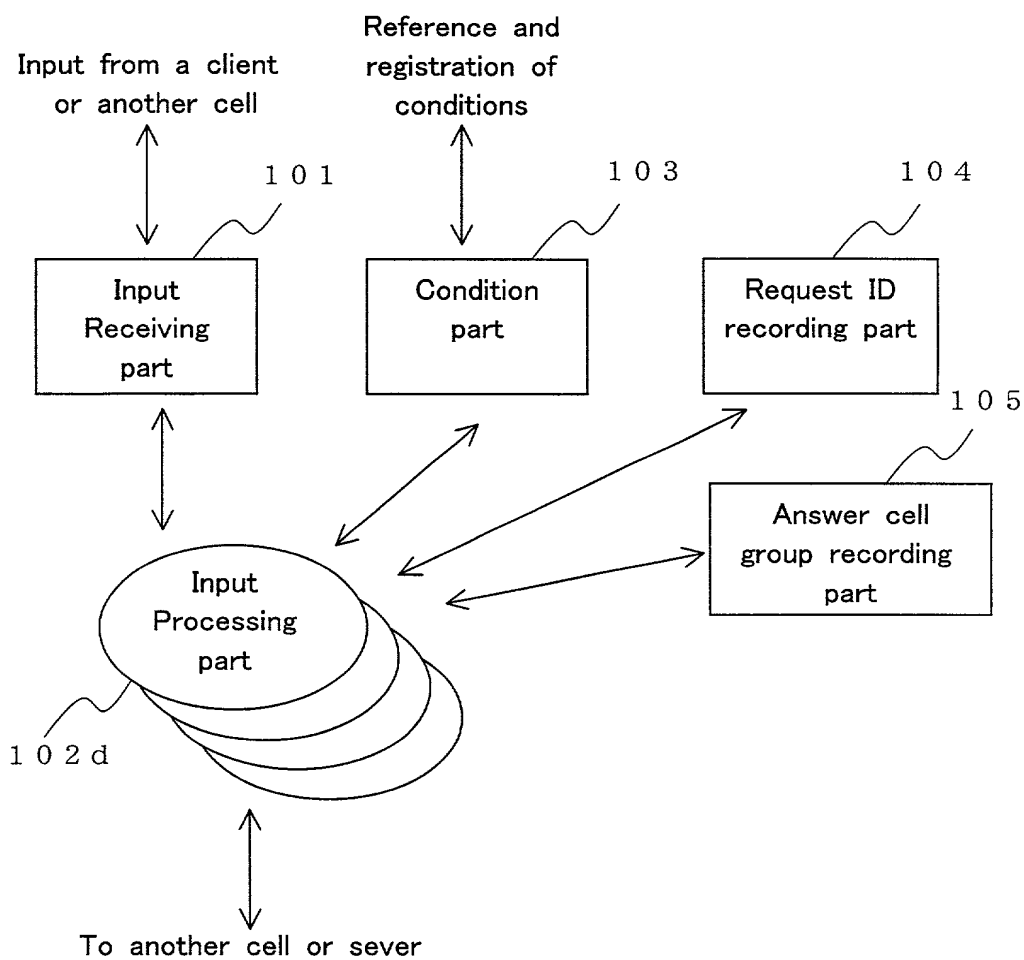 Reference and
registration of
conditions
Input from a client
or another cell
101
103
104
Input
Receiving
part
Condition
part
Request ID
recording part
105
Answer cell
group recording
part
Input
Processing
part
102d
To another cell or sever